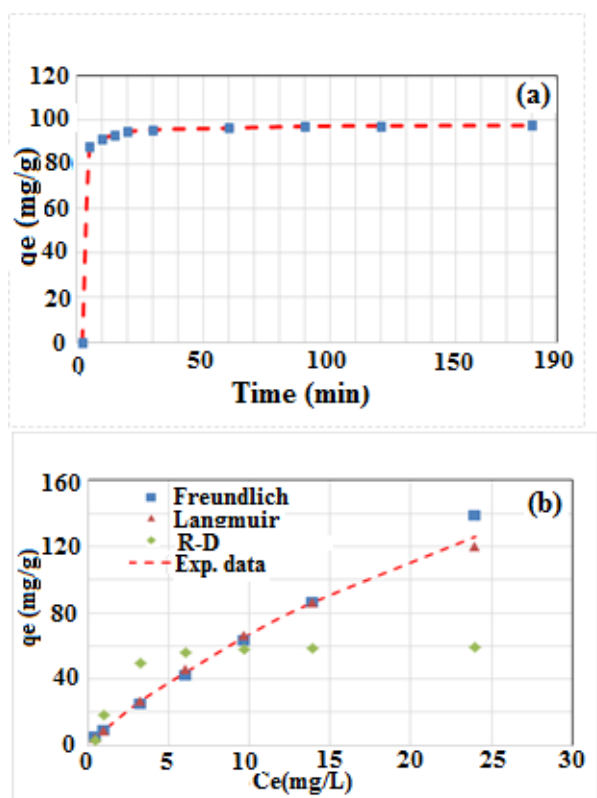 (a)
120
100
80
60
40
20
0
qe (mg/g)
0 50 100 150 190
Time (min)
(b)
160
120
80
40
0
qe (mg/g)
Freundlich
Langmuir
R-D
Exp. data
0 5 10 15 20 25 30
Ce(mg/L)